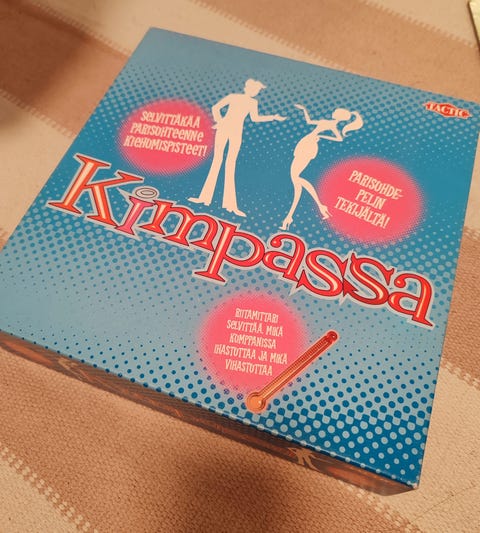 TACTIC
SELVITTÄKÄÄ
PARISUHTEENNE
KIEHUMISPISTEET!
PARISUHDE-
PELIN
TEKIJÄLTÄ!
Kimpassa
RIITAMITTARI
SELVITTÄÄ, MIKÄ
KUMPPANISSA
IHASTUTTAA JA MIKÄ
VIHASTUTTAA